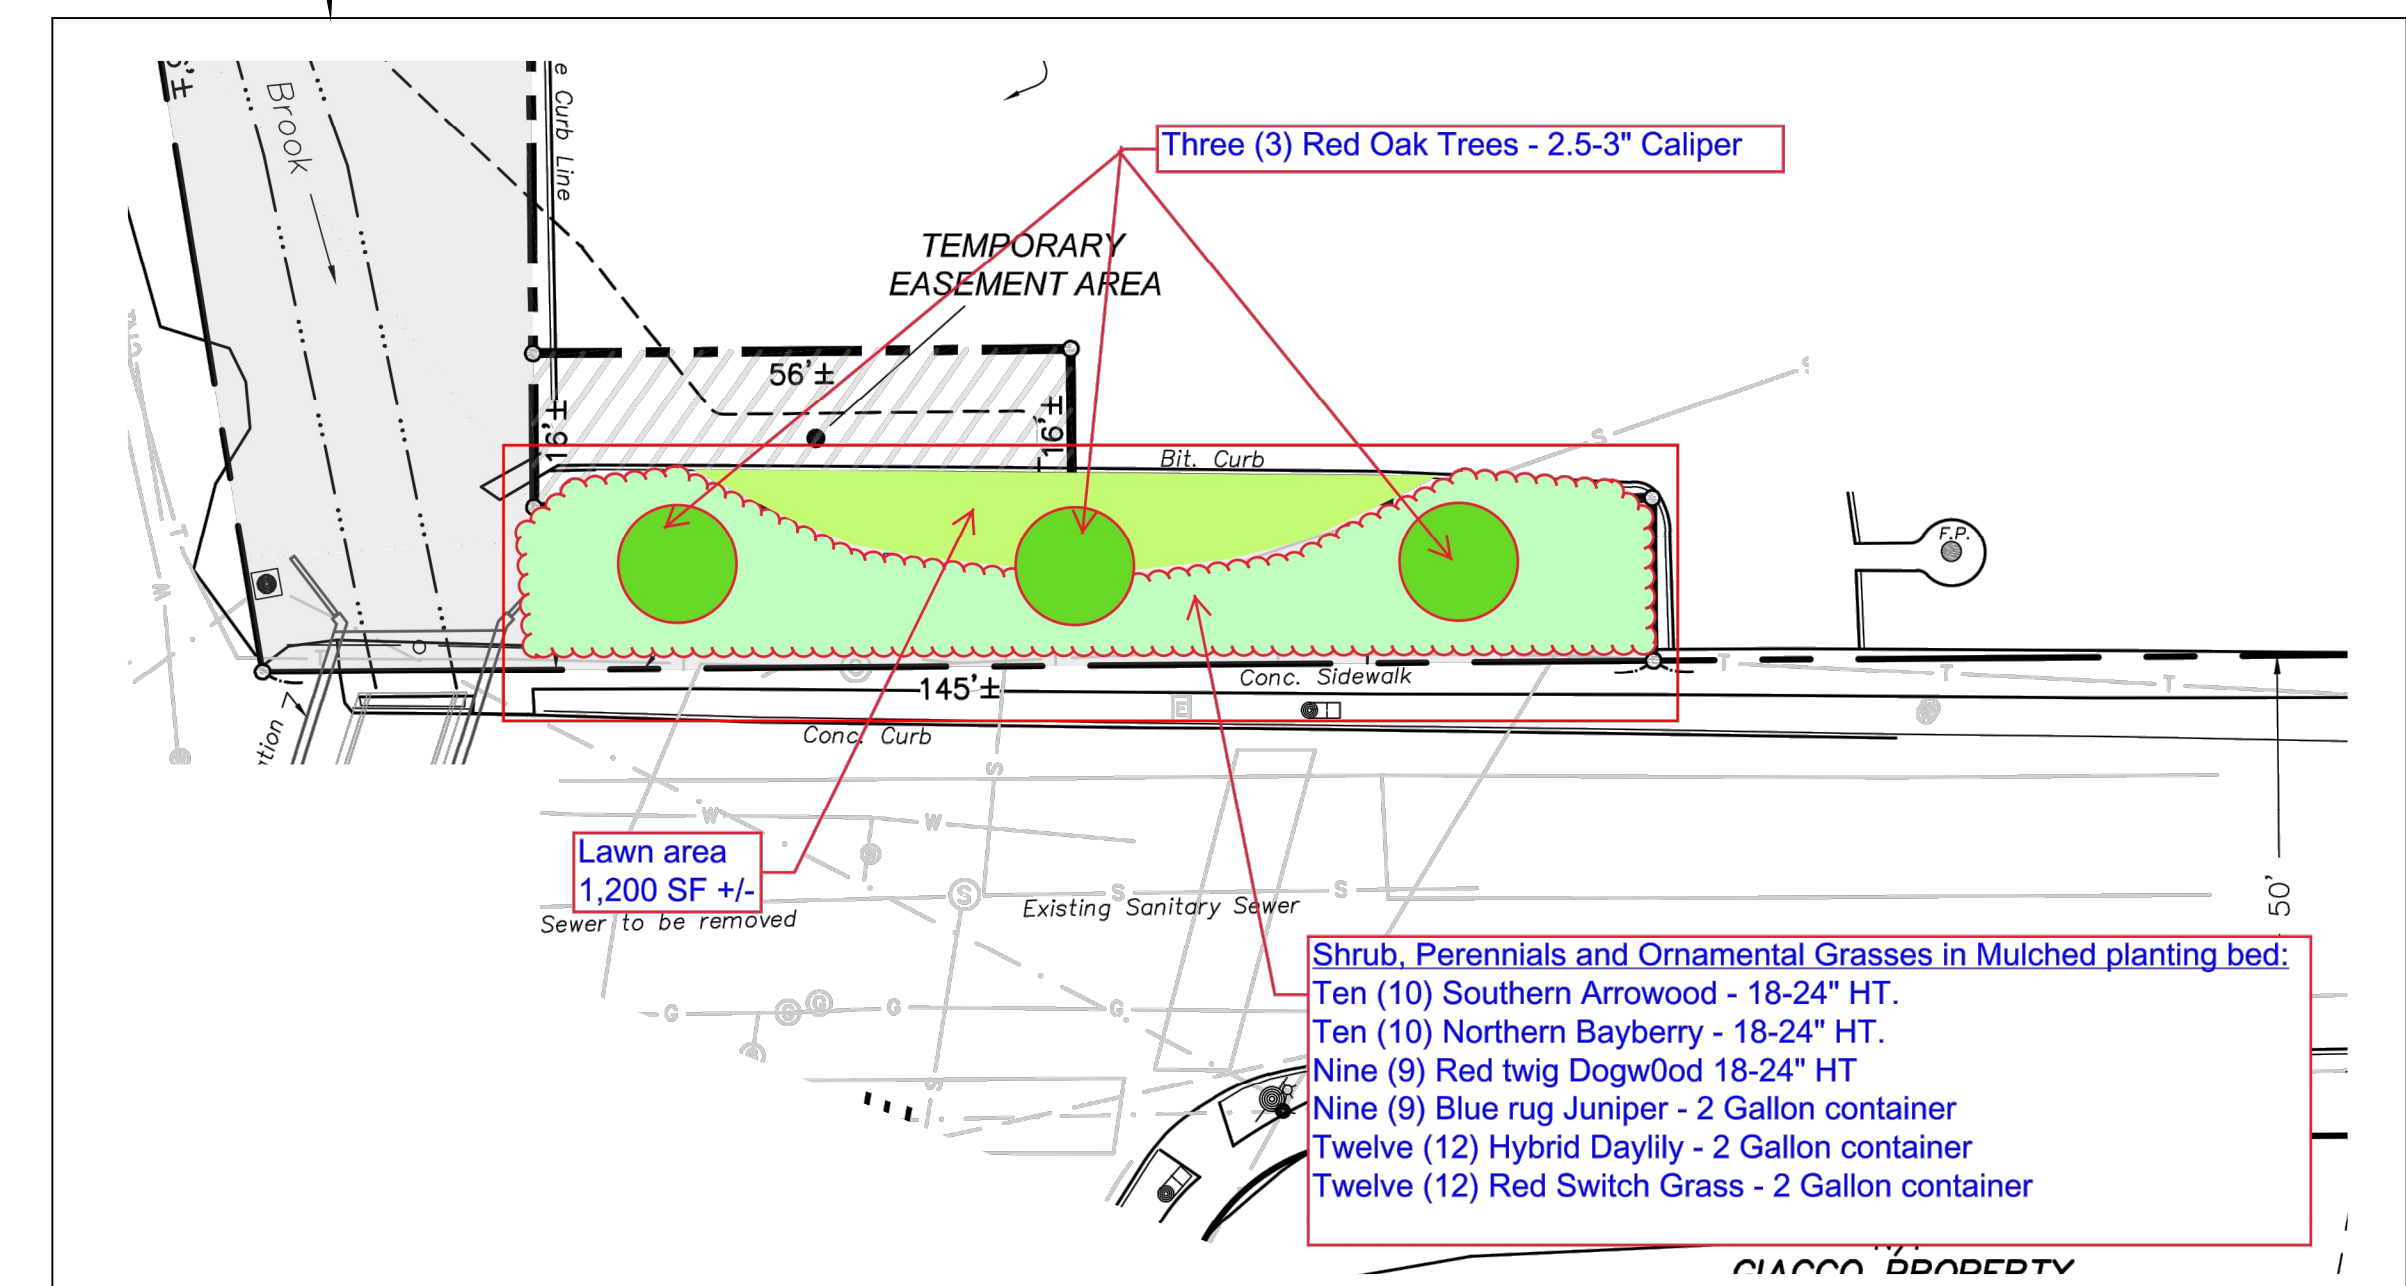 Brook
e Curb Line
Three (3) Red Oak Trees - 2.5-3" Caliper
TEMPORARY
EASEMENT AREA
56'±
16'±
16'±
Bit. Curb
S
S
F.P.
T
W
T
T
T
T
145'±
Conc. Sidewalk
E
Conc. Curb
tion
S
W
W
Lawn area
1,200 SF +/-
S
S
S
Sewer to be removed
Existing Sanitary Sewer
50'
G
G
G
G
G
S
Shrub, Perennials and Ornamental Grasses in Mulched planting bed:
Ten (10) Southern Arrowood - 18-24" HT.
Ten (10) Northern Bayberry - 18-24" HT.
Nine (9) Red twig Dogw0od 18-24" HT
Nine (9) Blue rug Juniper - 2 Gallon container
Twelve (12) Hybrid Daylily - 2 Gallon container
Twelve (12) Red Switch Grass - 2 Gallon container
GIACCO PROPERTY